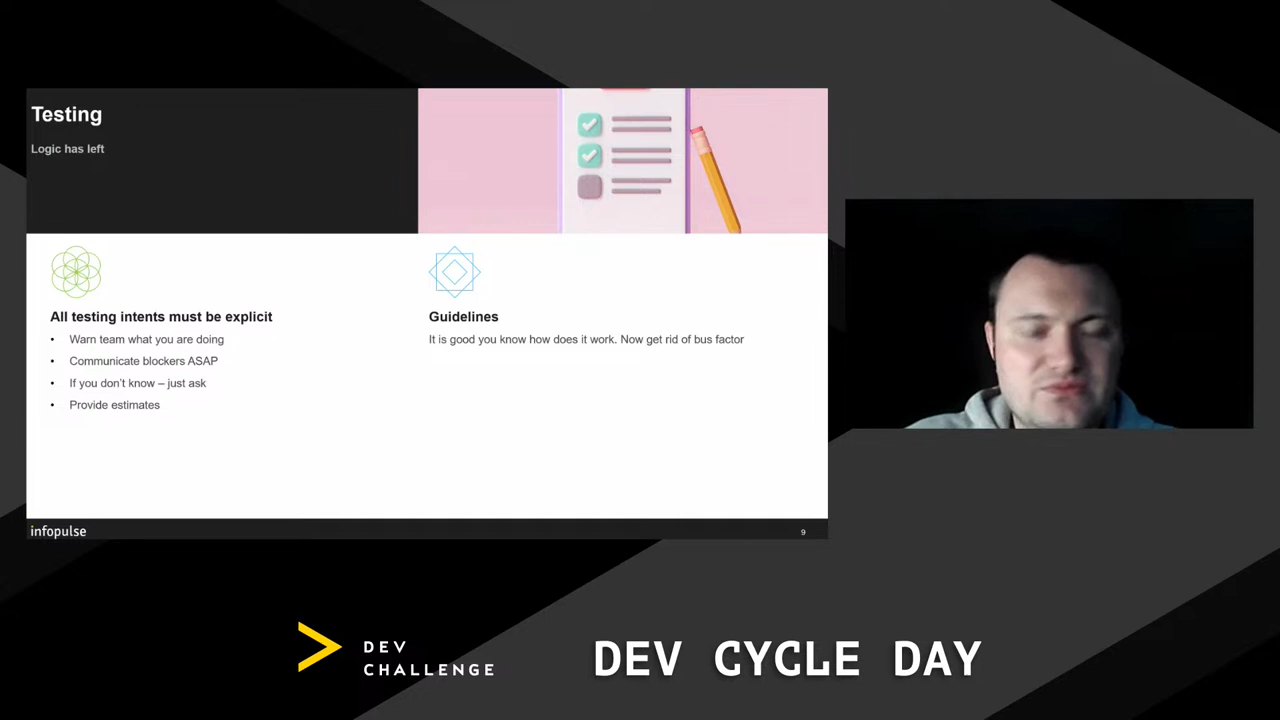 Testing
Logic has left
All testing intents must be explicit
• Warn team what you are doing
• Communicate blockers ASAP
• If you don’t know – just ask
• Provide estimates
Guidelines
It is good you know how does it work. Now get rid of bus factor
infopulse
9
DEV
CHALLENGE
DEV CYCLE DAY